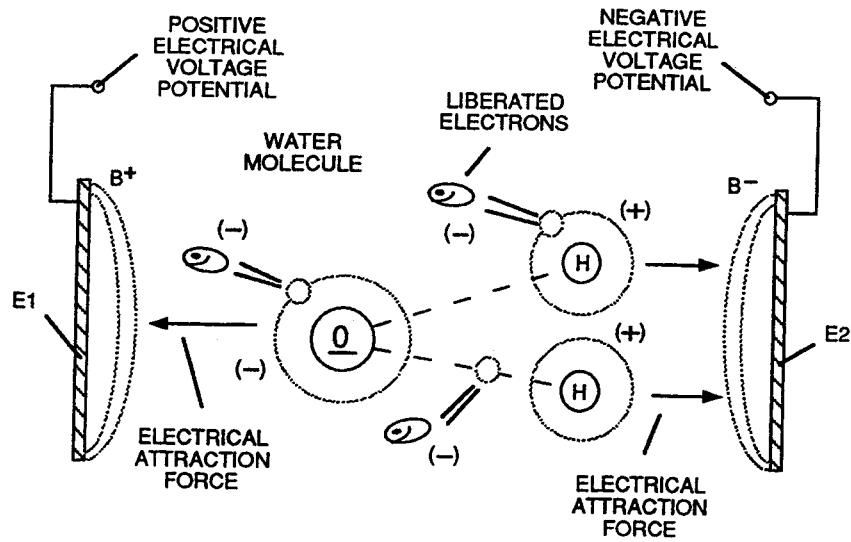 POSITIVE
ELECTRICAL
VOLTAGE
POTENTIAL
NEGATIVE
ELECTRICAL
VOLTAGE
POTENTIAL
LIBERATED
ELECTRONS
WATER
MOLECULE
B+
B−
(−)
(−)
(+)
H
E1
O
(−)
(+)
E2
H
(−)
ELECTRICAL
ATTRACTION
FORCE
ELECTRICAL
ATTRACTION
FORCE